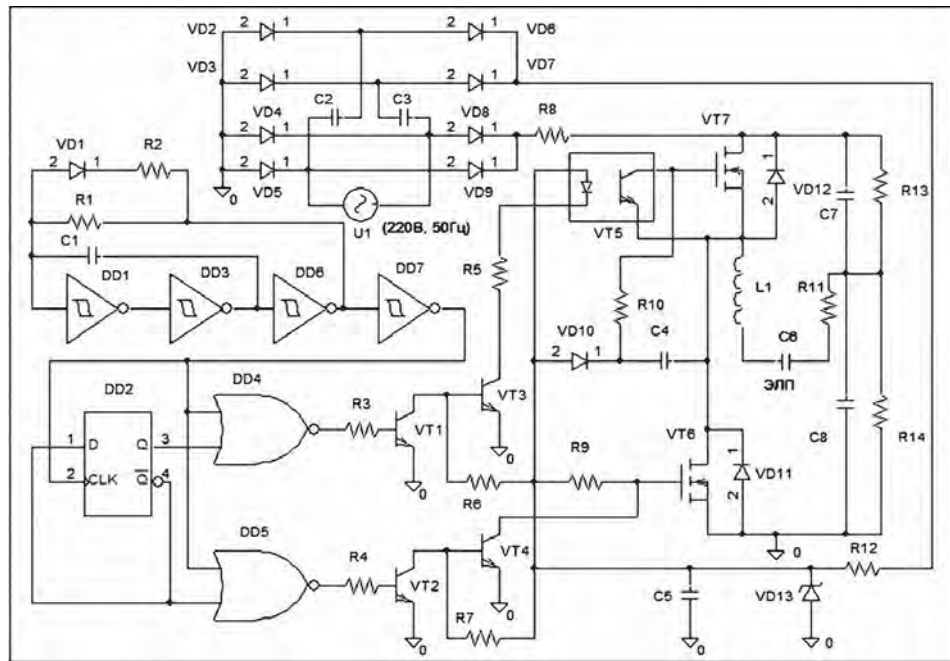 VD2 2 1 2 1 VD6
VD3 2 1 2 1 VD7
C2 C3
VD4 VD8 R8 VT7
2 1 2 1
VD1 R2
2 1
2 1 2 1
VD5 VD9
0
U1 (220В, 50Гц)
VT5
1
2
VD12
C7
R13
R1
C1
DD1 DD3 DD6 DD7
R5
R10
L1
R11
VD10
2 1
C4
C6
ЭЛП
DD2 DD4
R3
VT1
VT3
0
0
1 D Q 3
2 CLK Q 4
R6
R9
VT6
1
2
VD11
C8
R14
DD5
R4
VT2
VT4
0
0
R7
0
R12
C5
VD13
0
0